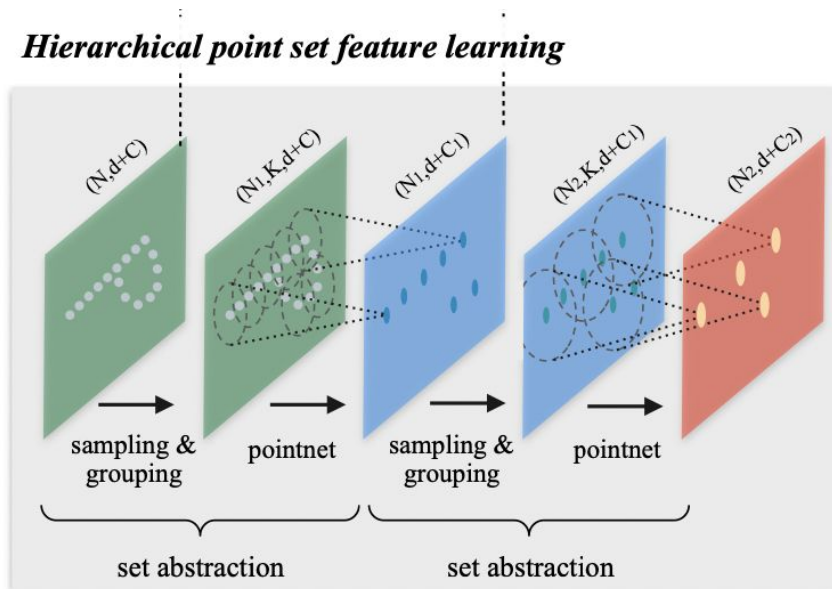 Hierarchical point set feature learning
(N,d+C)
(N1,K,d+C)
(N1,d+C1)
(N2,K,d+C1)
(N2,d+C2)
sampling &
grouping
pointnet
sampling &
grouping
pointnet
set abstraction
set abstraction